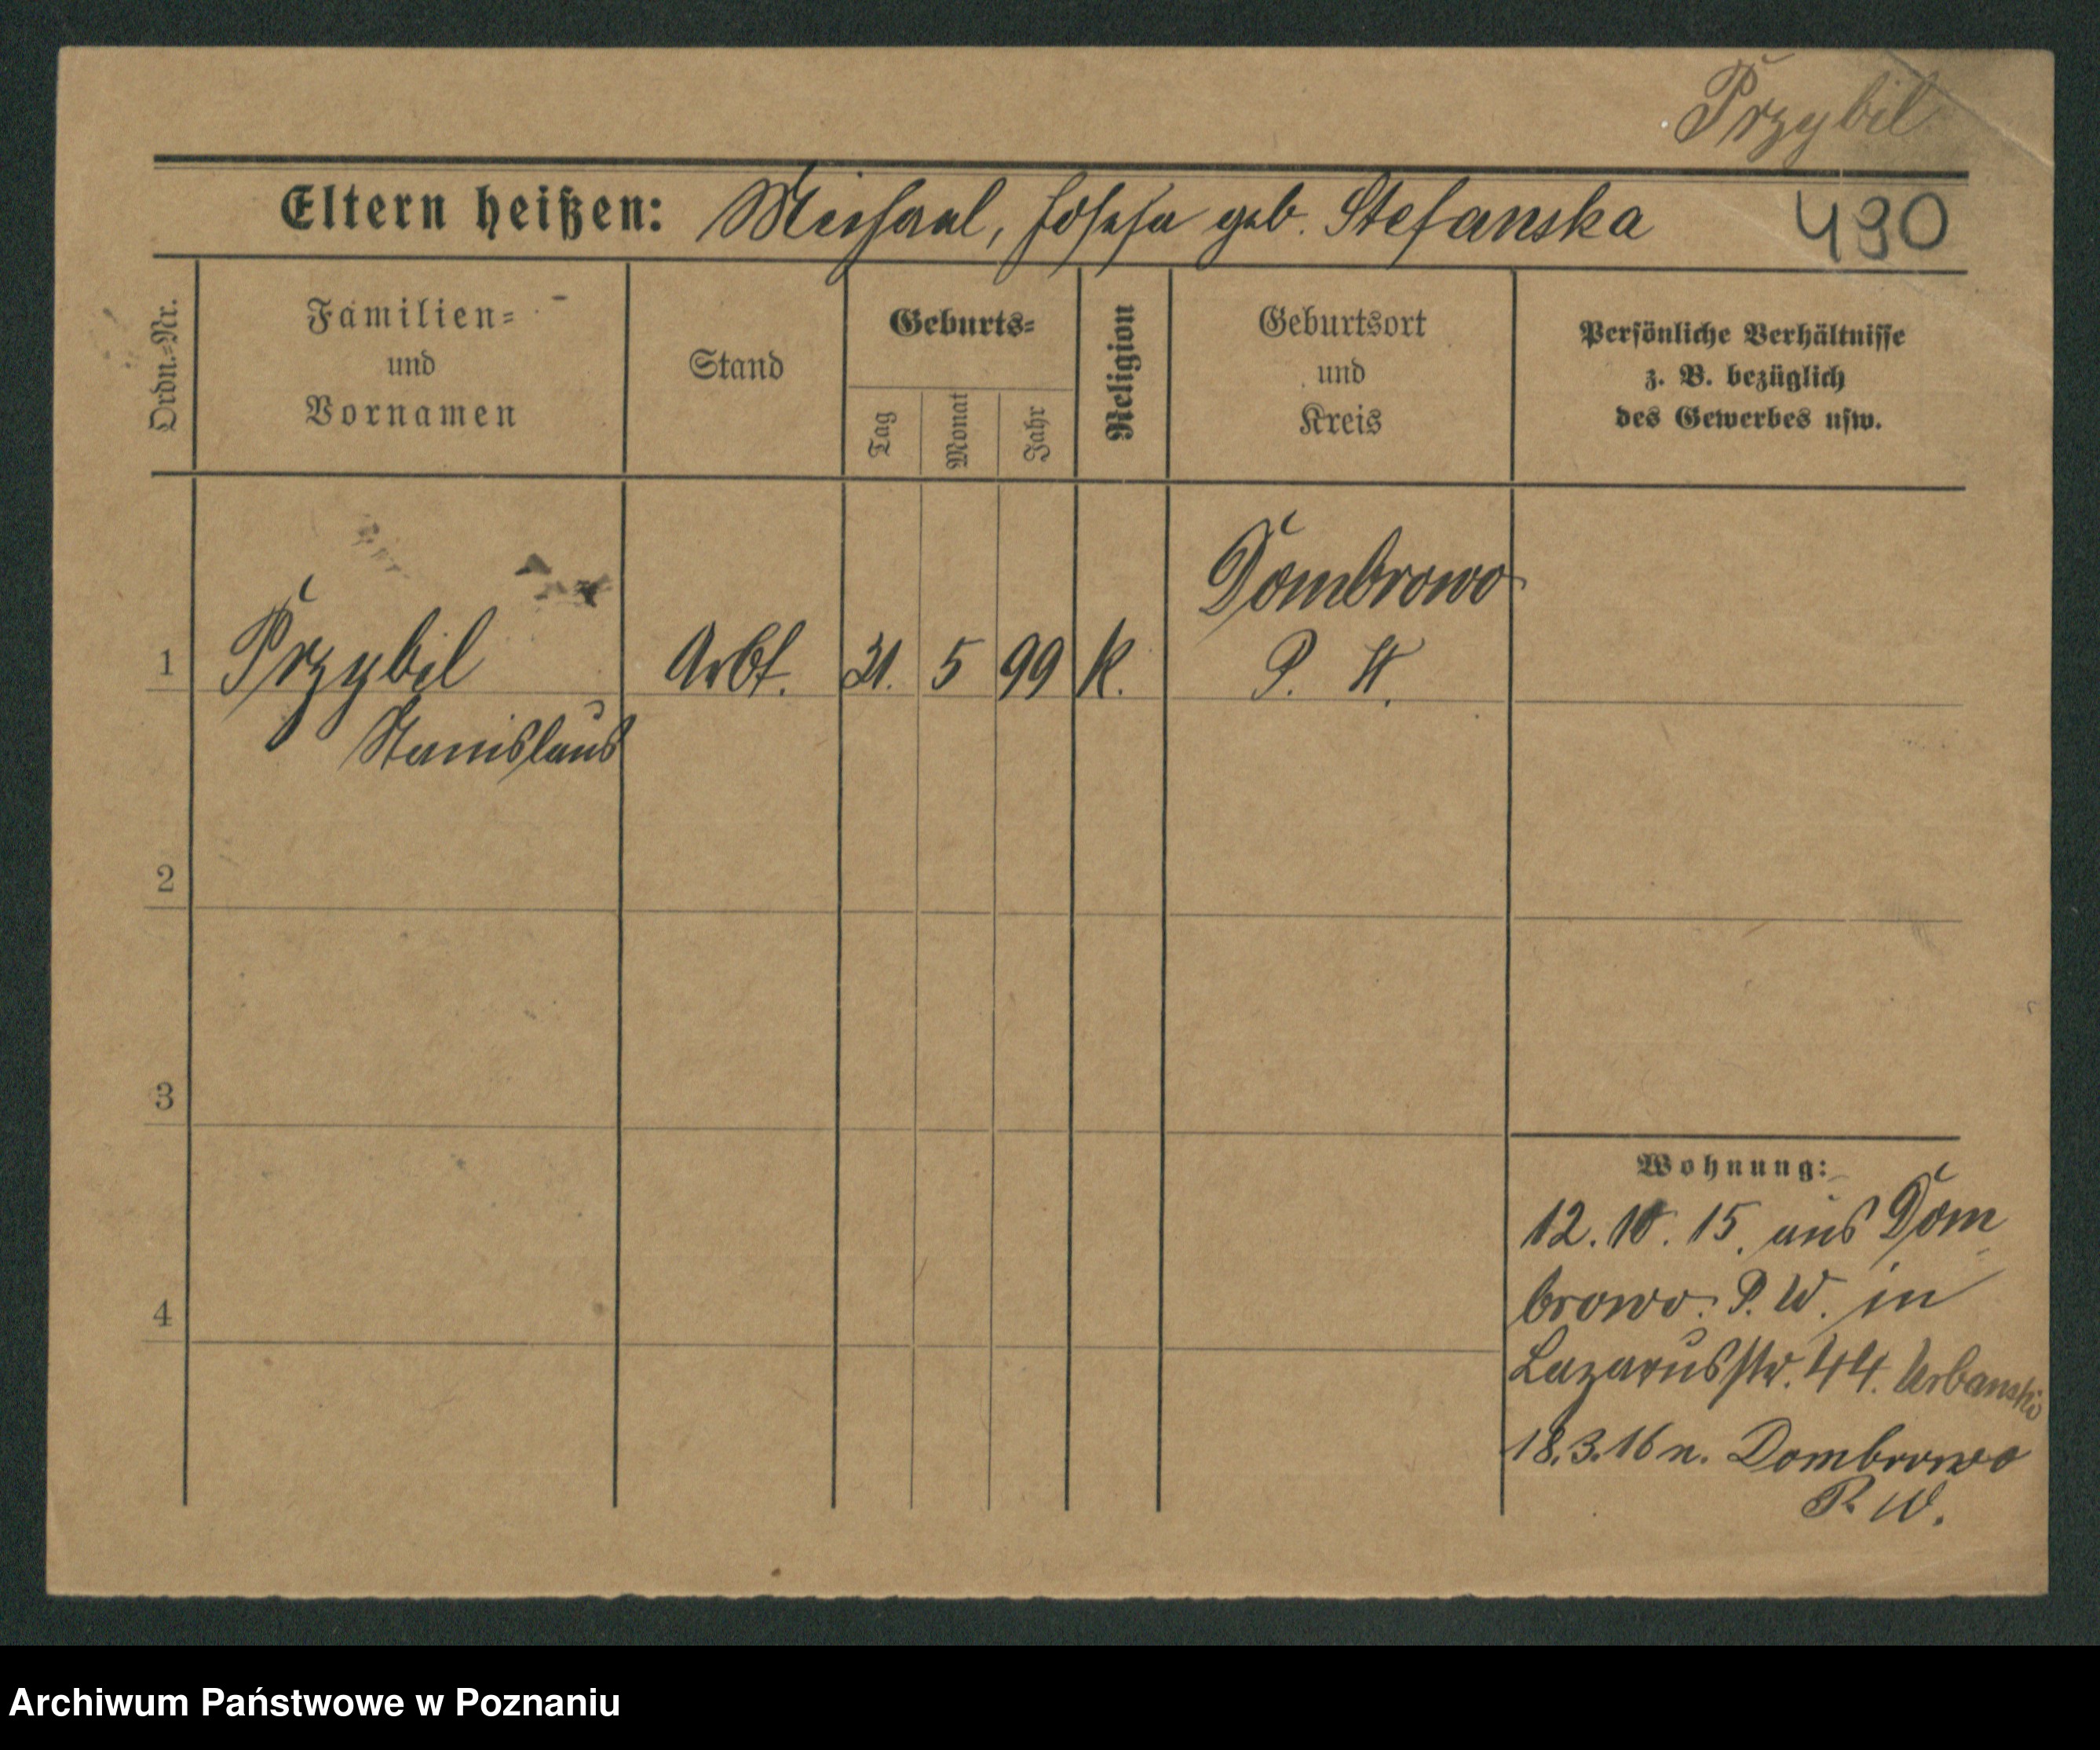 Przybil
Eltern heißen: Michael, Josefa geb. Stefanska
490
Ordn.=Nr.
Familien=
und
Vornamen
Stand
Geburts=
Tag
Monat
Jahr
Religion
Geburtsort
und
Kreis
Persönliche Verhältnisse
z. B. bezüglich
des Gewerbes usw.
1
Przybil
Stanislaus
Arbt.
5
99
K.
Dombrowo
P. W.
2
3
4
Wohnung:
12. 10. 15. aus Dom
browo. P. W. in
Lazarusstr. 44. Urbanski
18.3.16 n. Dombrowo
P. W.
Archiwum Państwowe w Poznaniu